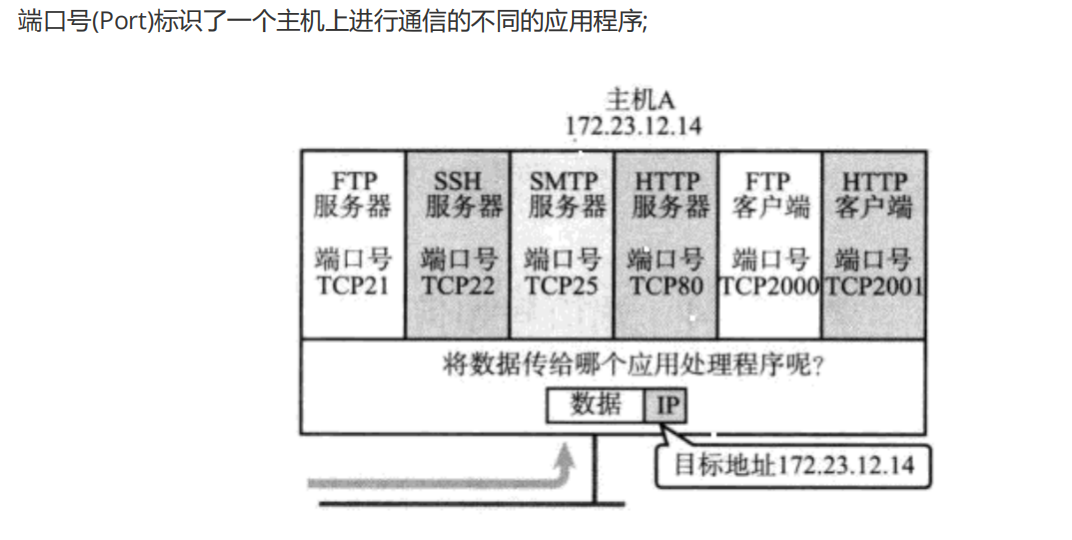 端口号(Port)标识了一个主机上进行通信的不同的应用程序;
主机A
172.23.12.14
FTP 服务器 端口号 TCP21
SSH 服务器 端口号 TCP22
SMTP 服务器 端口号 TCP25
HTTP 服务器 端口号 TCP80
FTP 客户端 端口号 TCP2000
HTTP 客户端 端口号 TCP2001
将数据传给哪个应用处理程序呢?
数据 IP
目标地址172.23.12.14